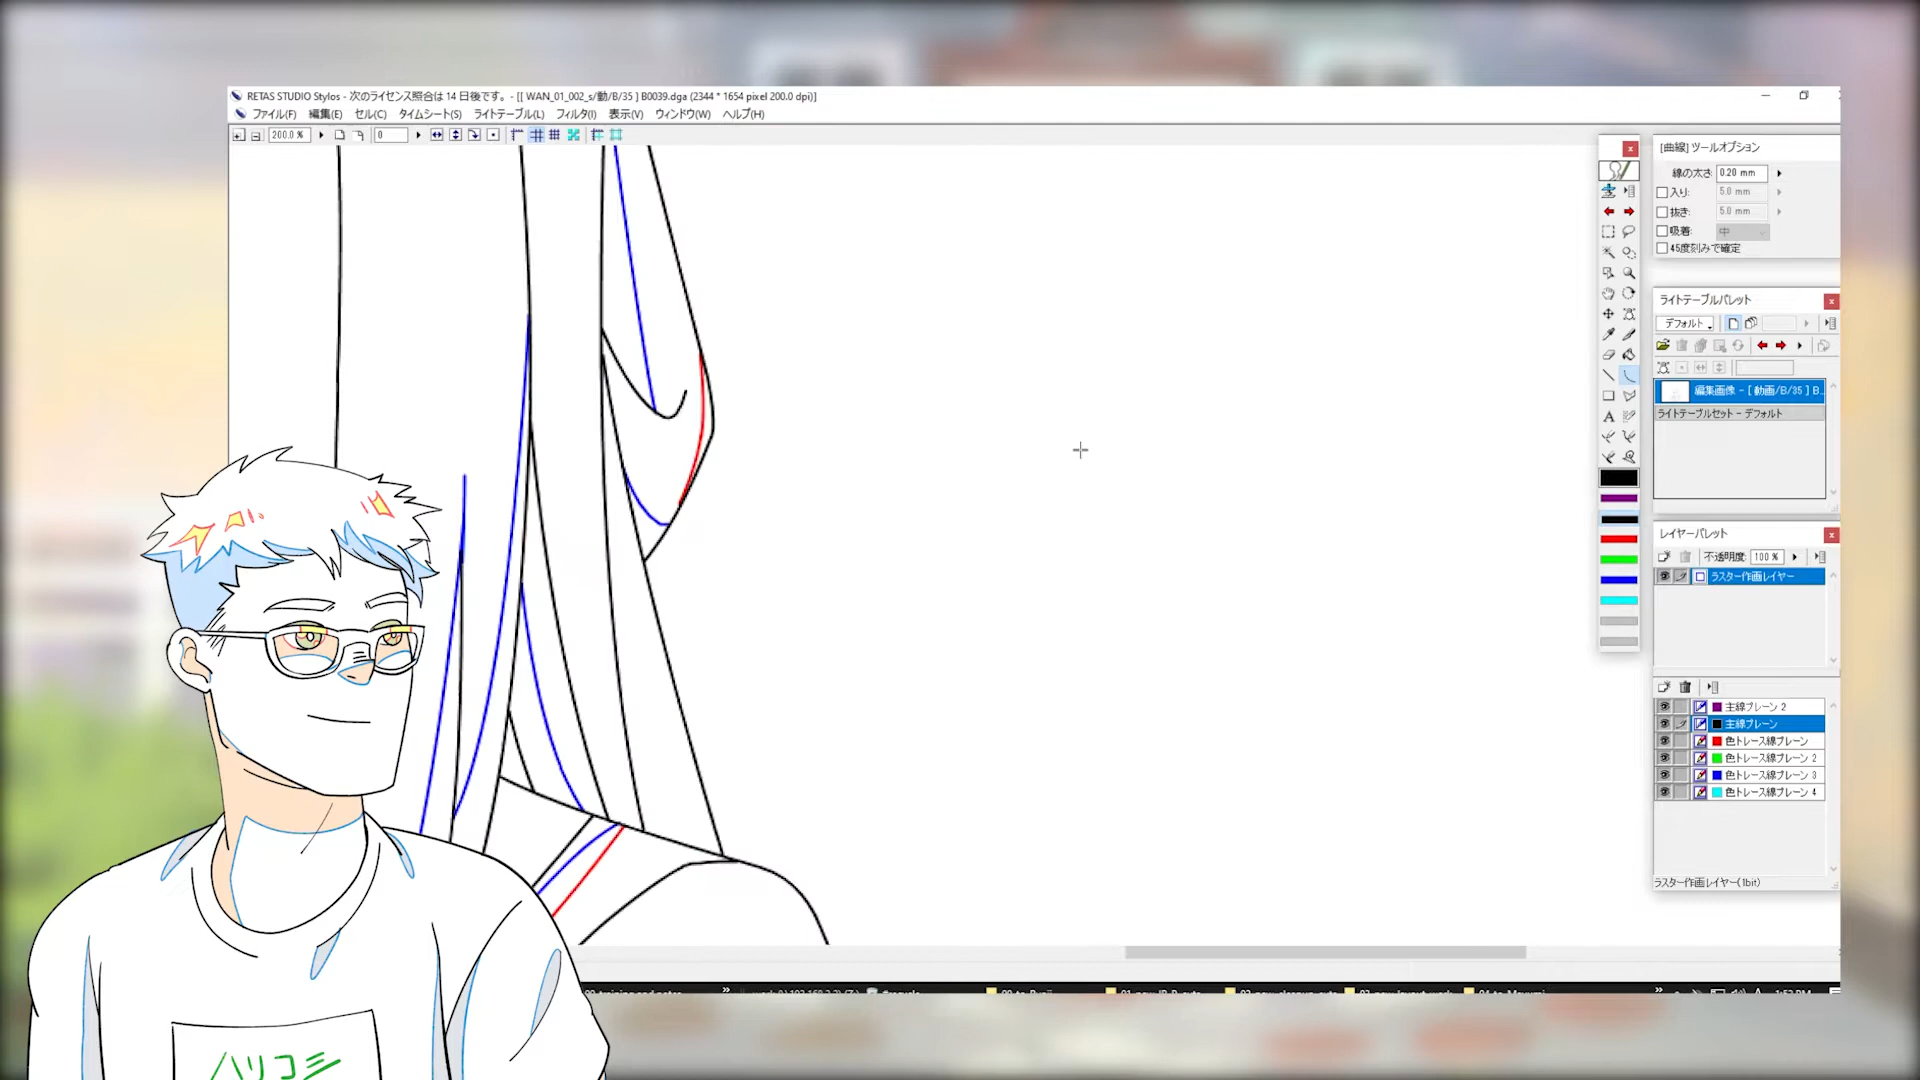 RETAS STUDIO Stylos - 次のライセンス照合は 14 日後です。 - [[ WAN_01_002_s/動/B/35 ] B0039.dga (2344 * 1654 pixel 200.0 dpi)]
ファイル(F) 編集(E) セル(C) タイムシート(S) ライトテーブル(L) フィルタ(I) 表示(V) ウィンドウ(W) ヘルプ(H)
200.0 % 0
[曲線] ツールオプション
線の太さ 0.20 mm
入り: 5.0 mm
抜き: 5.0 mm
吸着: 中
45度刻みで確定
ライトテーブルパレット
デフォルト
編集画像 - [ 動画/B/35 ] B...
ライトテーブルセット - デフォルト
A
レイヤーパレット
不透明度: 100 %
ラスター作画レイヤー
主線プレーン 2
主線プレーン
色トレース線プレーン
色トレース線プレーン 2
色トレース線プレーン 3
色トレース線プレーン 4
ラスター作画レイヤー(1bit)
1:52 PM
ハリコミ